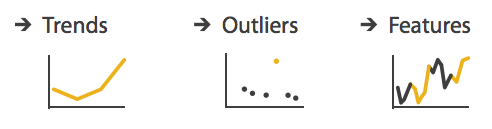 ➔ Trends ➔ Outliers ➔ Features